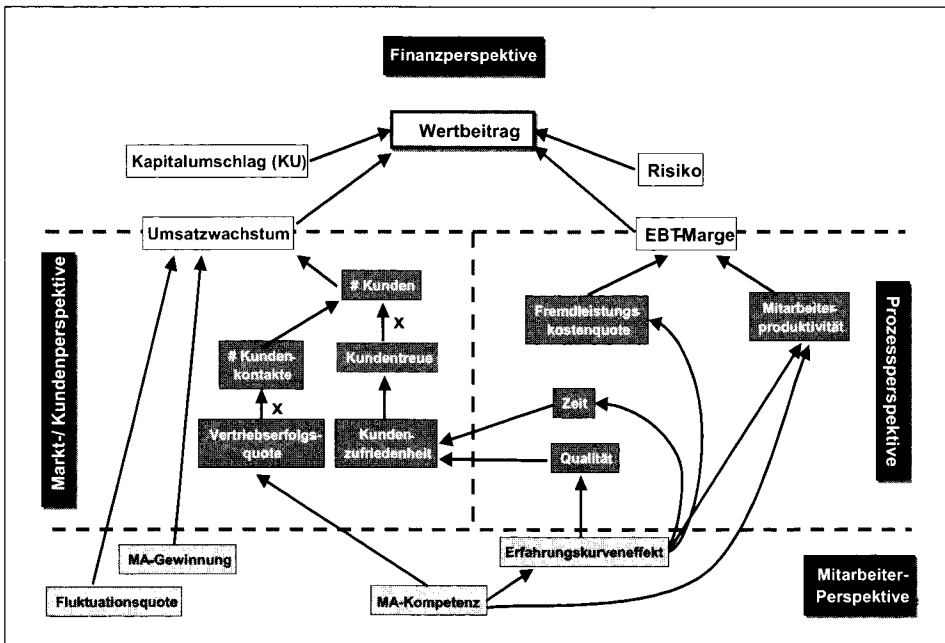 Finanzperspektive
Wertbeitrag
Kapitalumschlag (KU)
Risiko
Umsatzwachstum
EBT-Marge
Markt-/ Kundenperspektive
# Kunden
x
# Kunden-
kontakte
Kundentreue
x
Vertriebserfolgs-
quote
Kunden-
zufriedenheit
Fremdleistungs
kostenquote
Mitarbeiter-
produktivität
Zeit
Qualität
Prozessperspektive
MA-Gewinnung
Erfahrungskurveneffekt
Fluktuationsquote
MA-Kompetenz
Mitarbeiter-
Perspektive